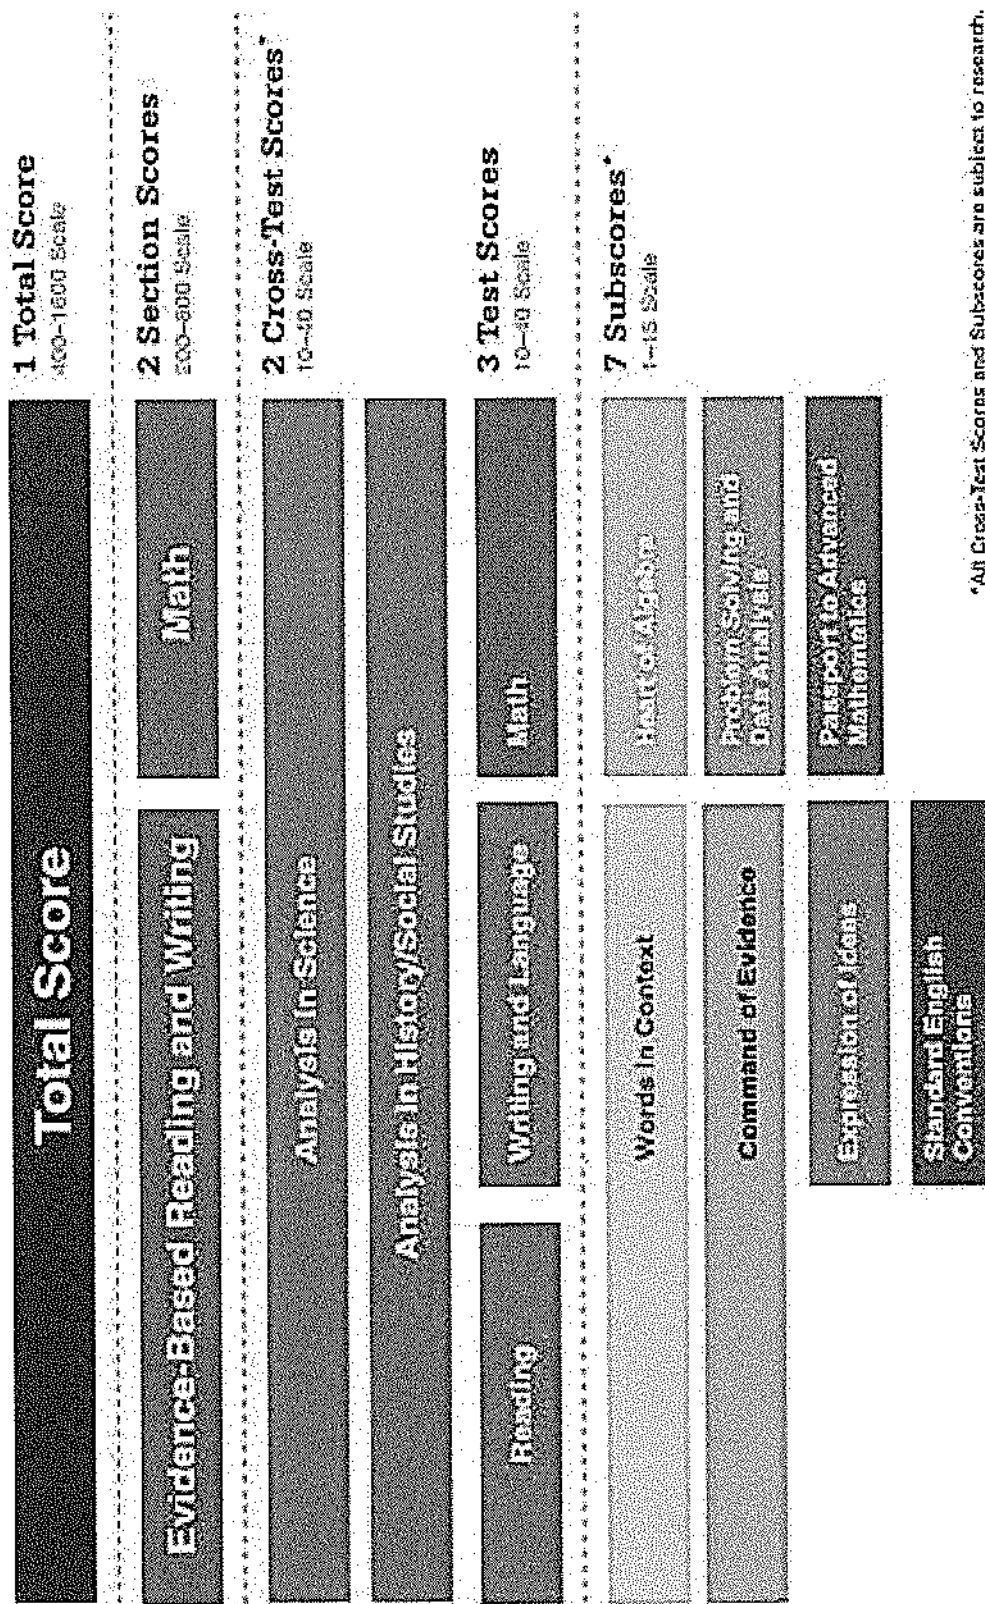 Total Score
1 Total Score
400–1600 Scale
Evidence-Based Reading and Writing
Math
2 Section Scores
200–800 Scale
Analysis in Science
2 Cross-Test Scores*
10–40 Scale
Analysis in History/Social Studies
Reading
Writing and Language
Math
3 Test Scores
10–40 Scale
Words in Context
Heart of Algebra
7 Subscores*
1–15 Scale
Command of Evidence
Problem Solving and
Data Analysis
Expression of Ideas
Passport to Advanced
Mathematics
Standard English
Conventions
*All Cross-Test Scores and Subscores are subject to research.